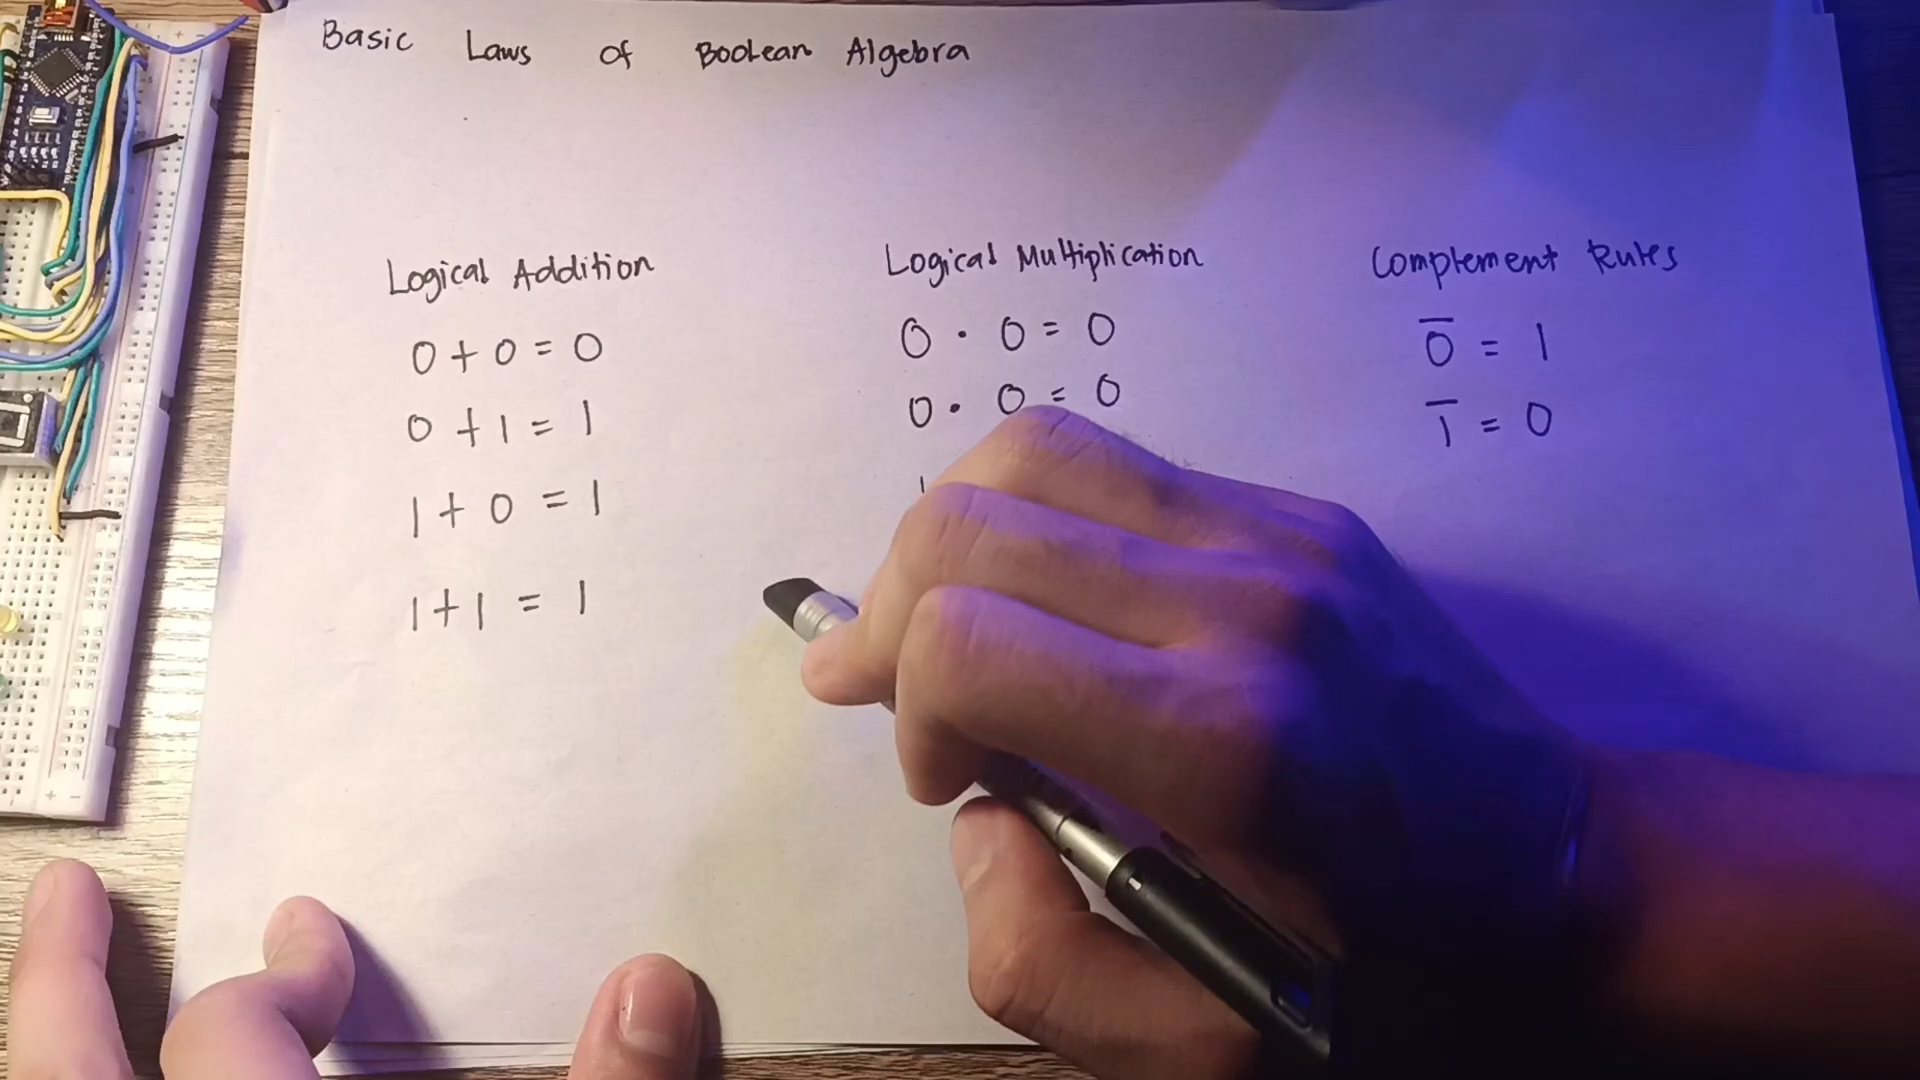 Basic Laws of Boolean Algebra
Logical Addition
0 + 0 = 0
0 + 1 = 1
1 + 0 = 1
1 + 1 = 1
Logical Multiplication
0 · 0 = 0
0 · 0 = 0
1
Complement Rules
0̅ = 1
1̅ = 0